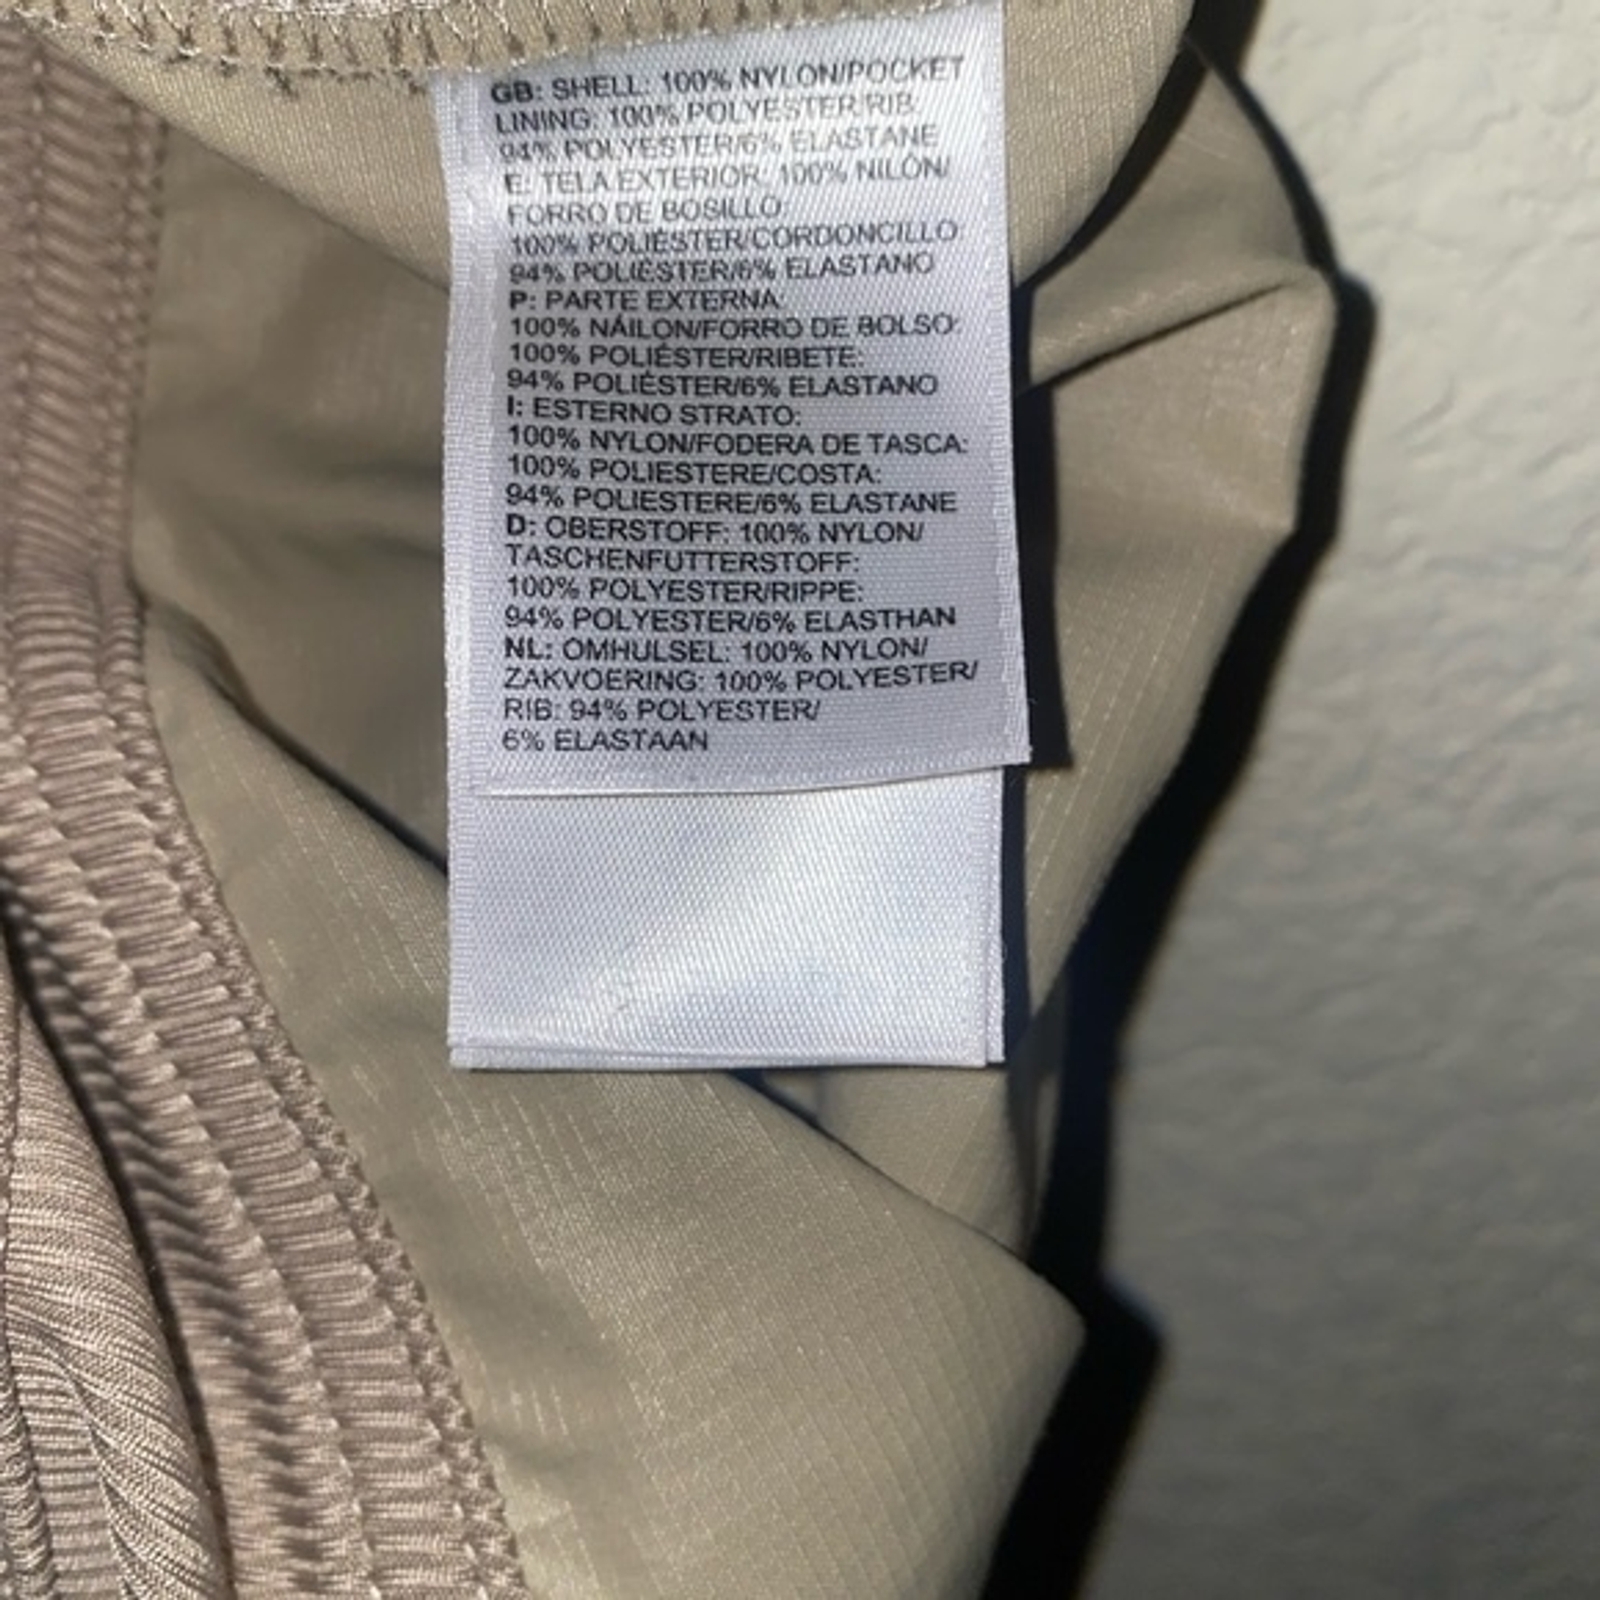 GB: SHELL: 100% NYLON/POCKET
LINING: 100% POLYESTER/RIB:
94% POLYESTER/6% ELASTANE
E: TELA EXTERIOR: 100% NILÓN/
FORRO DE BOSILLO:
100% POLIÉSTER/CORDONCILLO:
94% POLIÉSTER/6% ELASTANO
P: PARTE EXTERNA:
100% NÁILON/FORRO DE BOLSO:
100% POLIÉSTER/RIBETE:
94% POLIÉSTER/6% ELASTANO
I: ESTERNO STRATO:
100% NYLON/FODERA DE TASCA:
100% POLIESTERE/COSTA:
94% POLIESTERE/6% ELASTANE
D: OBERSTOFF: 100% NYLON/
TASCHENFUTTERSTOFF:
100% POLYESTER/RIPPE:
94% POLYESTER/6% ELASTHAN
NL: OMHULSEL: 100% NYLON/
ZAKVOERING: 100% POLYESTER/
RIB: 94% POLYESTER/
6% ELASTAAN